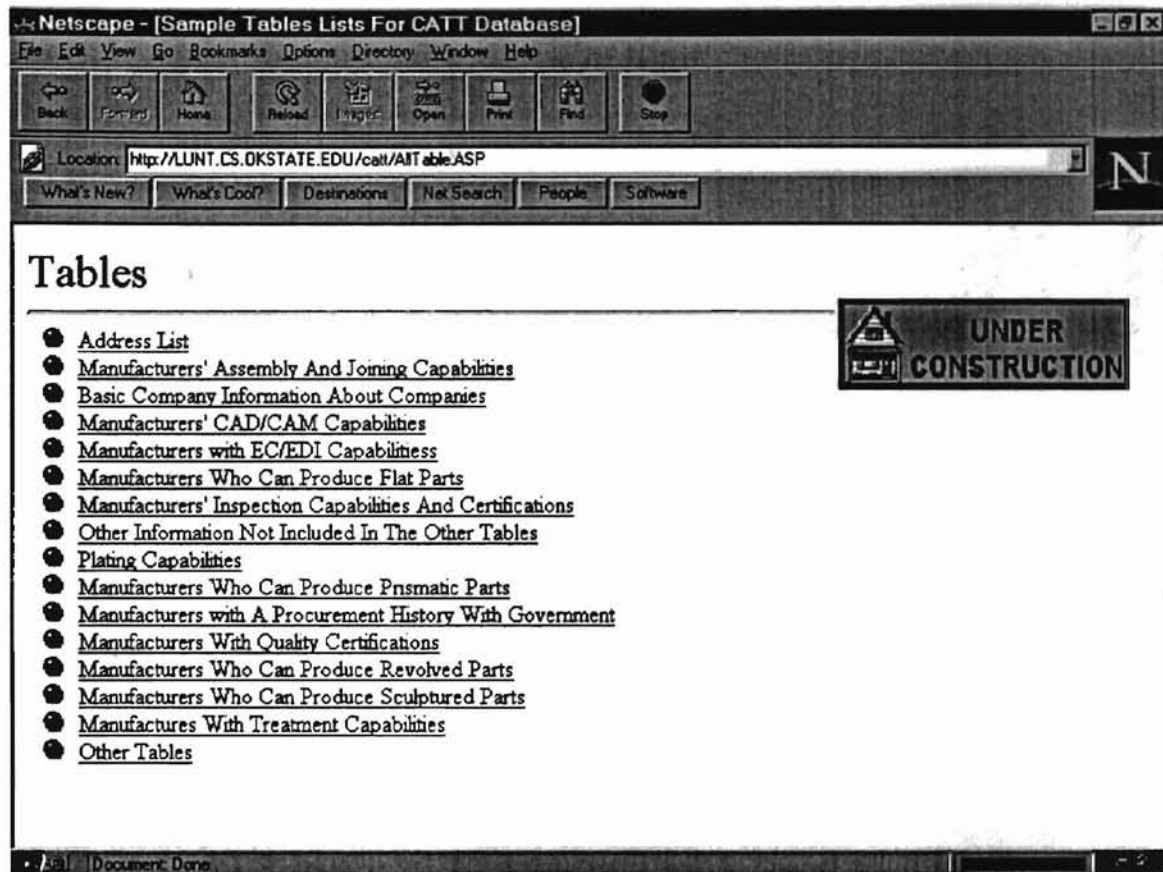 Netscape - [Sample Tables Lists For CATT Database]
File Edit View Go Bookmarks Options Directory Window Help
Back Forward Home Reload Images Open Print Find Stop
Location: http://LUNT.CS.OKSTATE.EDU/catt/AllTable.ASP
N
What's New? What's Cool? Destinations Net Search People Software
Tables
UNDER
CONSTRUCTION
Address List
Manufacturers' Assembly And Joining Capabilities
Basic Company Information About Companies
Manufacturers' CAD/CAM Capabilities
Manufacturers with EC/EDI Capabilitiess
Manufacturers Who Can Produce Flat Parts
Manufacturers' Inspection Capabilities And Certifications
Other Information Not Included In The Other Tables
Plating Capabilities
Manufacturers Who Can Produce Prismatic Parts
Manufacturers with A Procurement History With Government
Manufacturers With Quality Certifications
Manufacturers Who Can Produce Revolved Parts
Manufacturers Who Can Produce Sculptured Parts
Manufactures With Treatment Capabilities
Other Tables
Document: Done